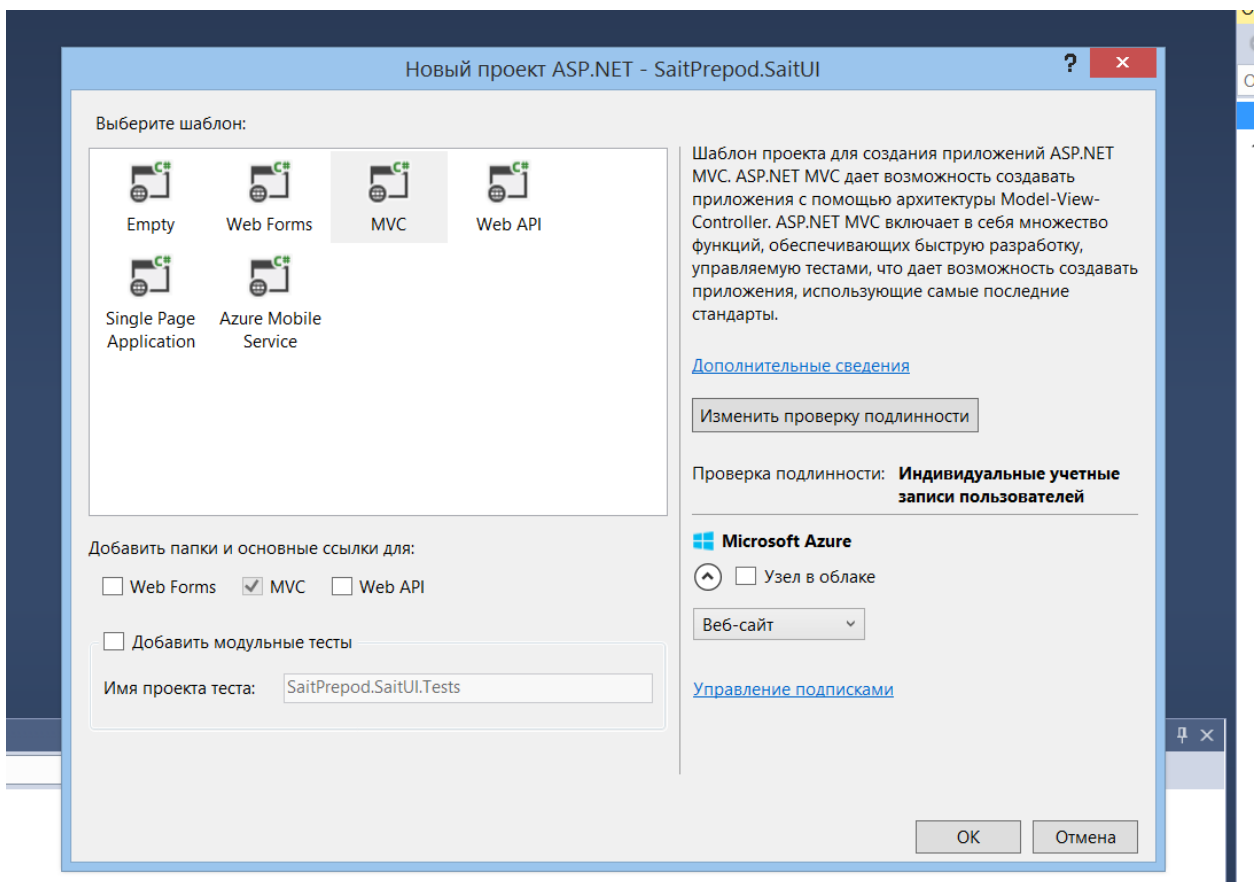 Новый проект ASP.NET - SaitPrepod.SaitUI
?
Выберите шаблон:
C# C# C# C#
Empty Web Forms MVC Web API
C# C#
Single Page Application
Azure Mobile Service
Шаблон проекта для создания приложений ASP.NET
MVC. ASP.NET MVC дает возможность создавать
приложения с помощью архитектуры Model-View-
Controller. ASP.NET MVC включает в себя множество
функций, обеспечивающих быструю разработку,
управляемую тестами, что дает возможность создавать
приложения, использующие самые последние
стандарты.
Дополнительные сведения
Изменить проверку подлинности
Проверка подлинности: Индивидуальные учетные
записи пользователей
Добавить папки и основные ссылки для:
Web Forms MVC Web API
Добавить модульные тесты
Имя проекта теста: SaitPrepod.SaitUI.Tests
Microsoft Azure
Узел в облаке
Веб-сайт
Управление подписками
OK Отмена